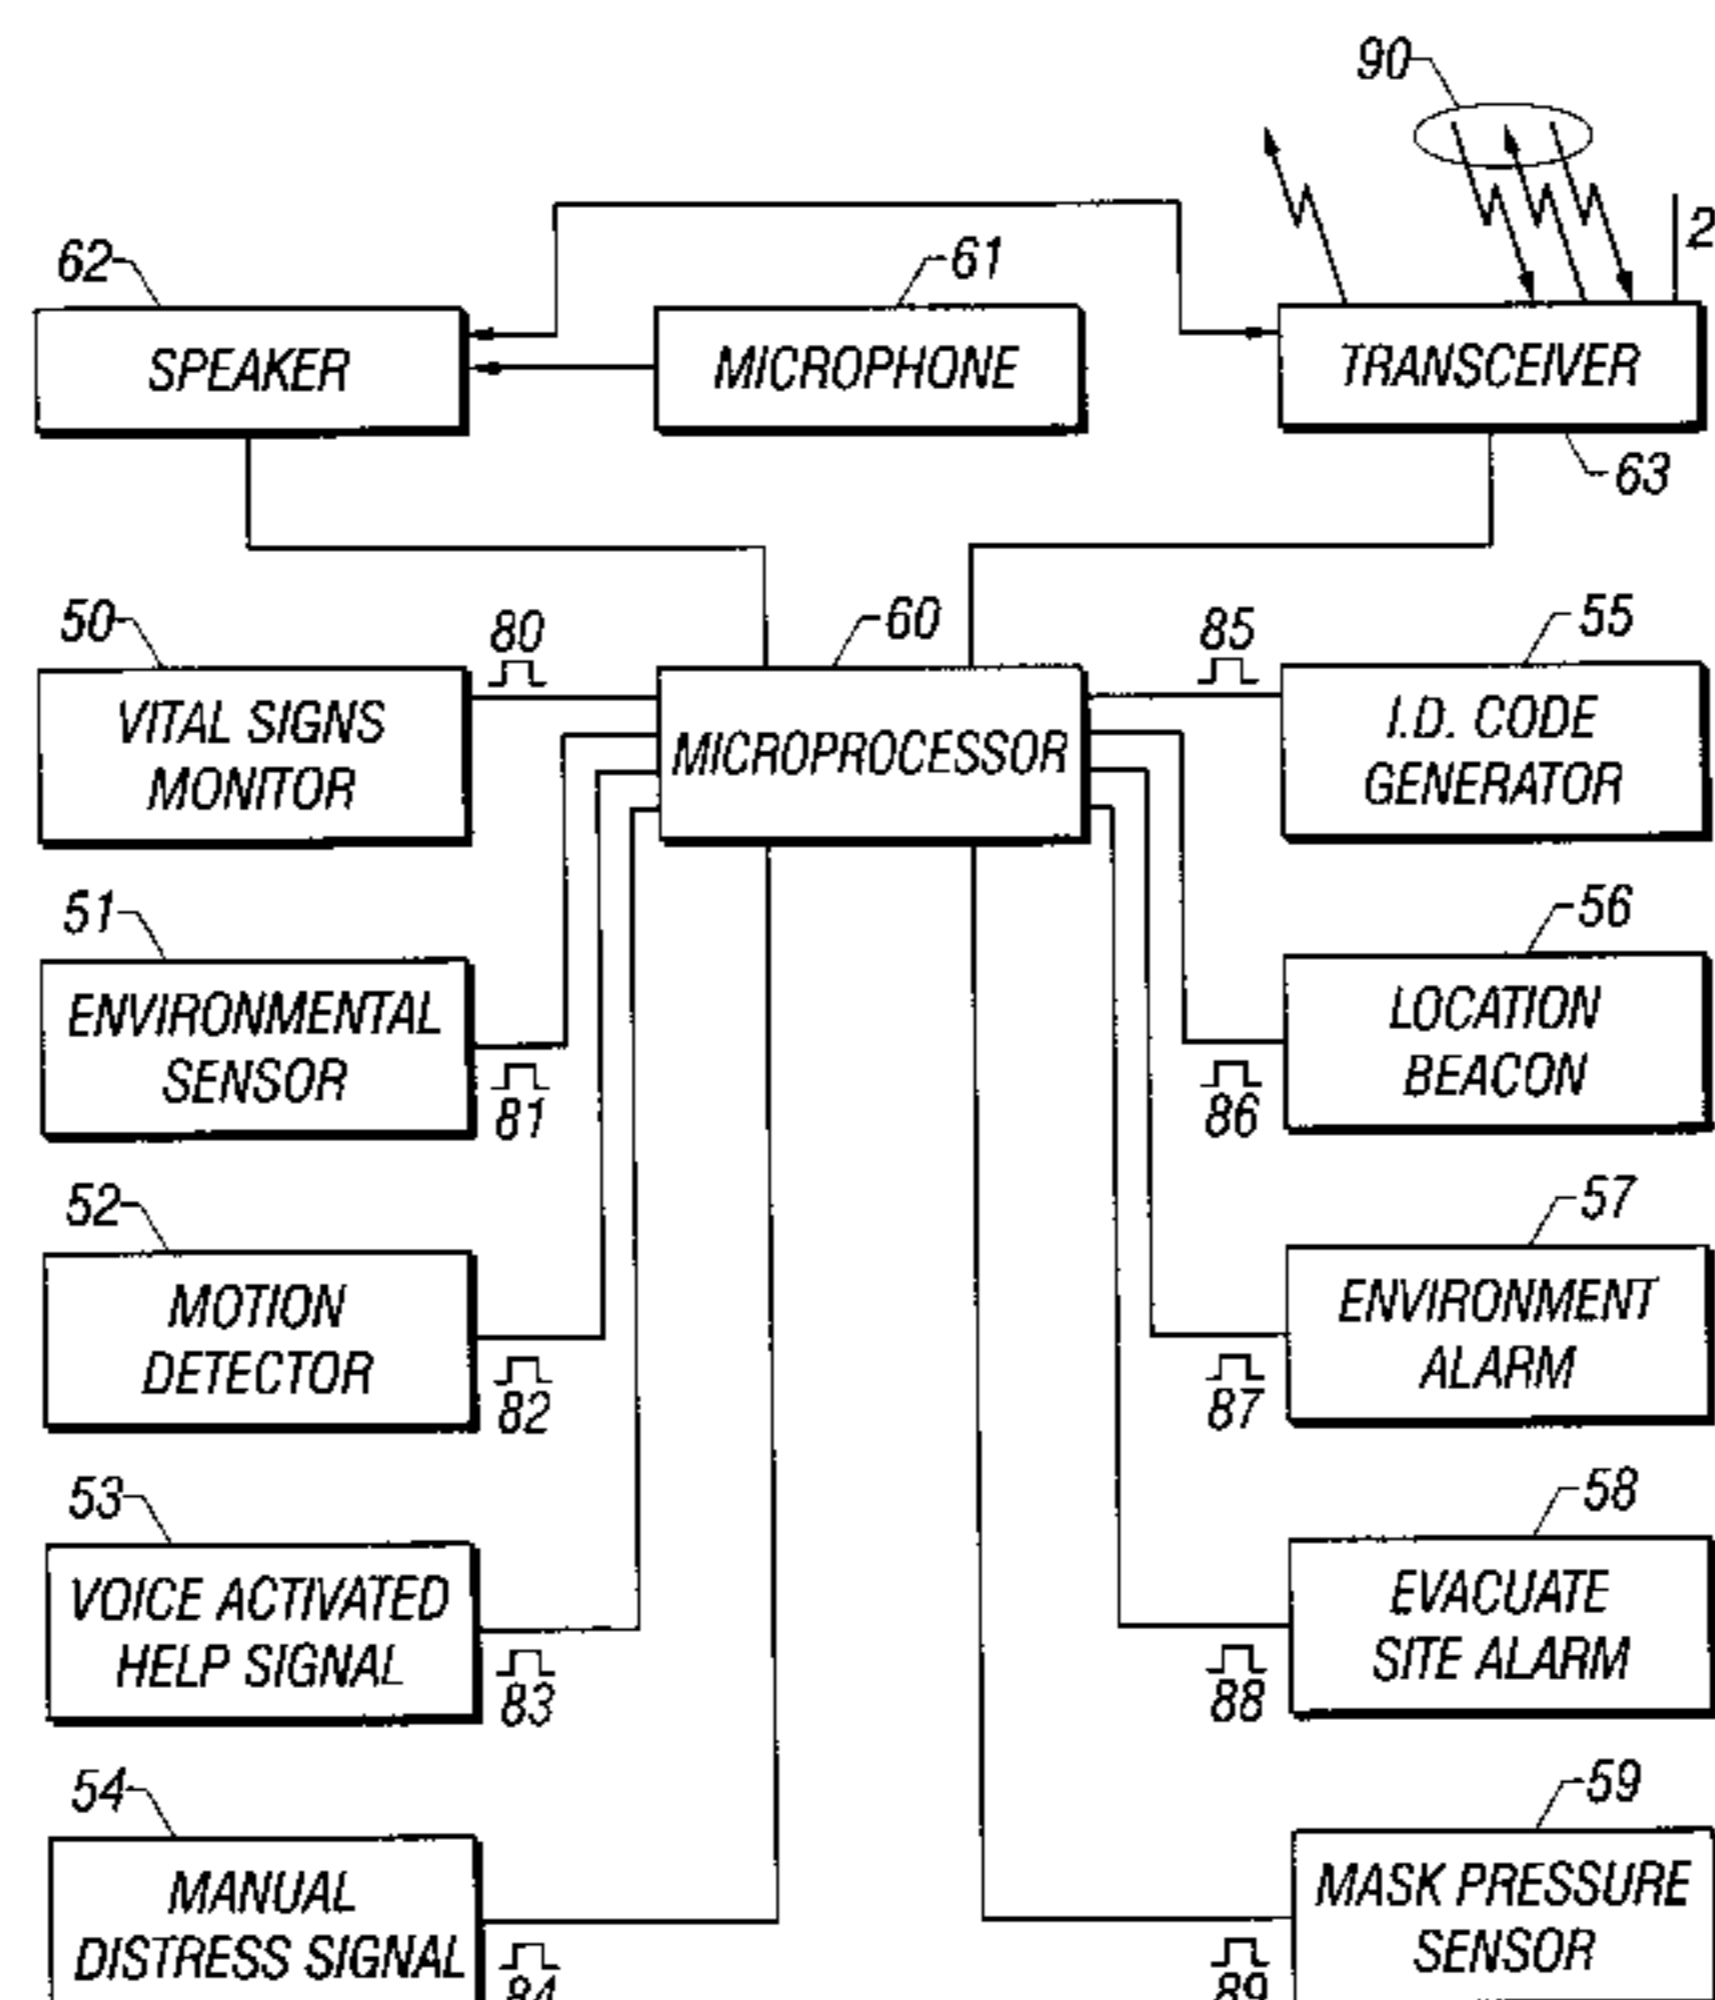 90
62
61
2
SPEAKER
MICROPHONE
TRANSCEIVER
63
50
80
60
85
55
VITAL SIGNS
MONITOR
MICROPROCESSOR
I.D. CODE
GENERATOR
51
56
ENVIRONMENTAL
SENSOR
81
LOCATION
BEACON
86
52
57
MOTION
DETECTOR
82
ENVIRONMENT
ALARM
87
53
58
VOICE ACTIVATED
HELP SIGNAL
83
EVACUATE
SITE ALARM
88
54
59
MANUAL
DISTRESS SIGNAL
84
MASK PRESSURE
SENSOR
89